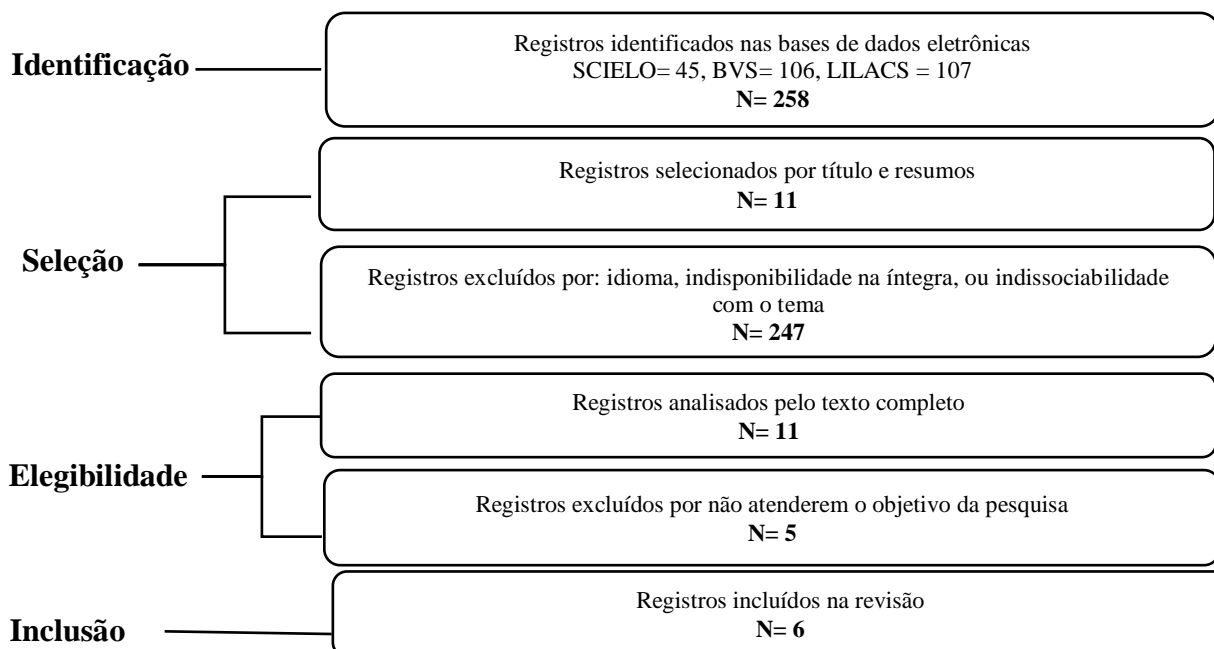 Identificação
Registros identificados nas bases de dados eletrônicas
SCIELO= 45, BVS= 106, LILACS = 107
N= 258
Seleção
Registros selecionados por título e resumos
N= 11
Registros excluídos por: idioma, indisponibilidade na íntegra, ou indissociabilidade
com o tema
N= 247
Elegibilidade
Registros analisados pelo texto completo
N= 11
Registros excluídos por não atenderem o objetivo da pesquisa
N= 5
Inclusão
Registros incluídos na revisão
N= 6